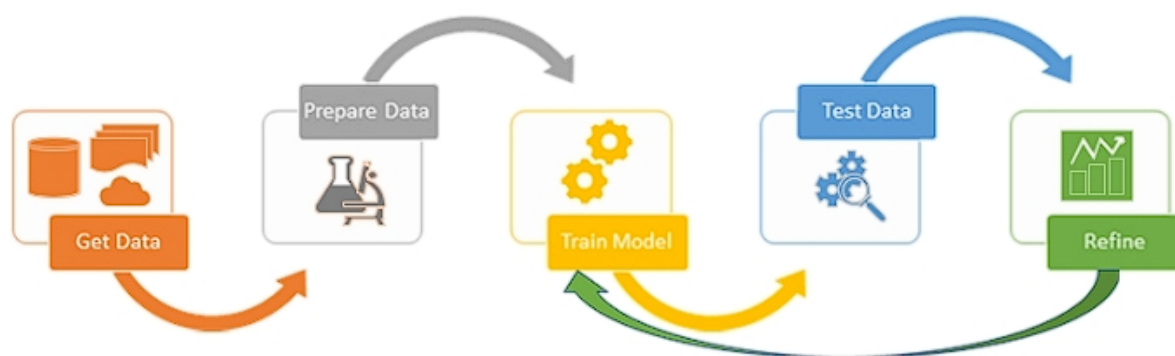 Get Data
Prepare Data
Train Model
Test Data
Refine